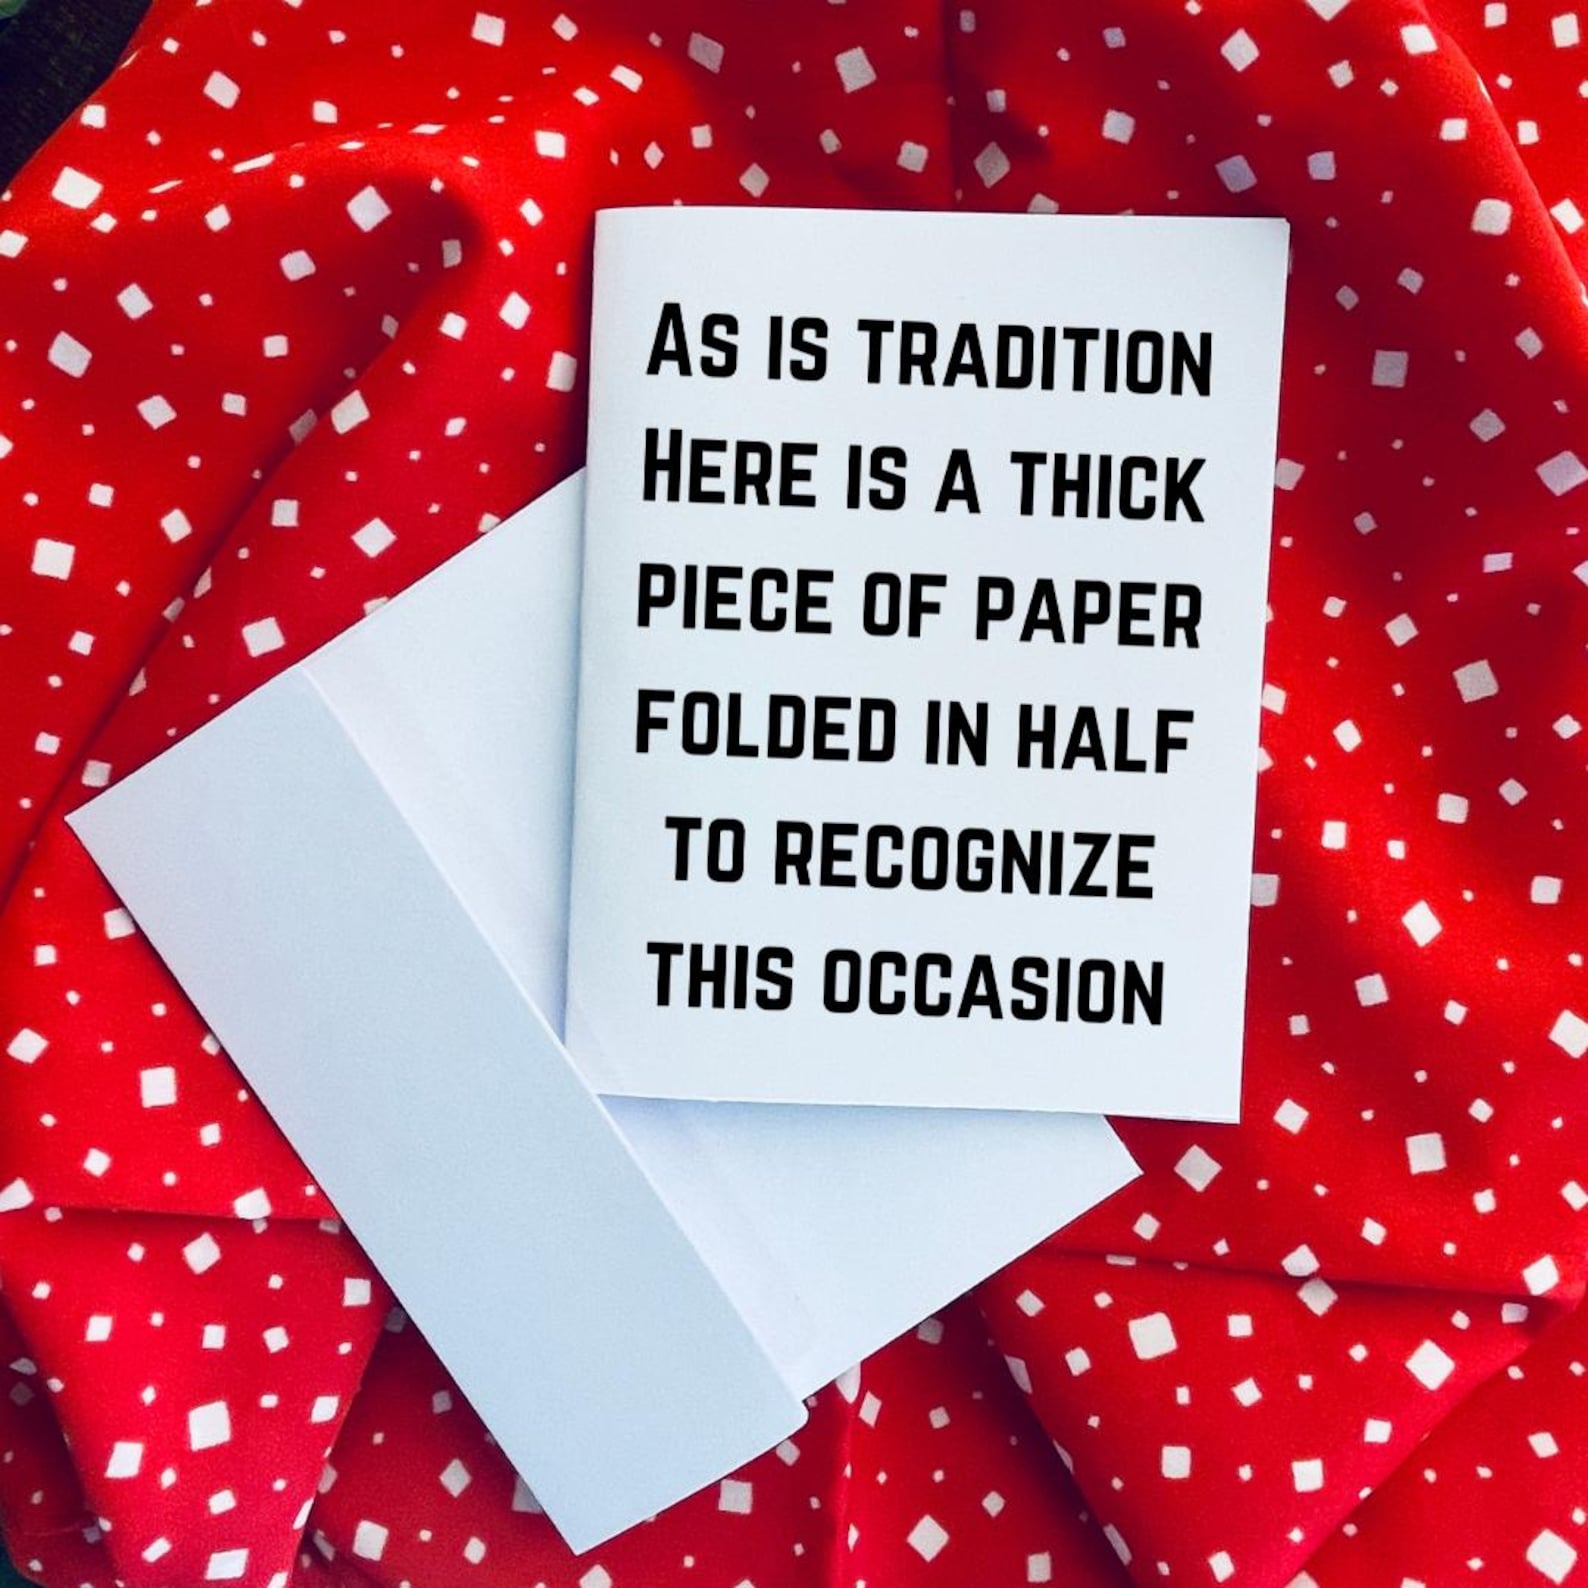 As is tradition
Here is a thick
piece of paper
folded in half
to recognize
this occasion